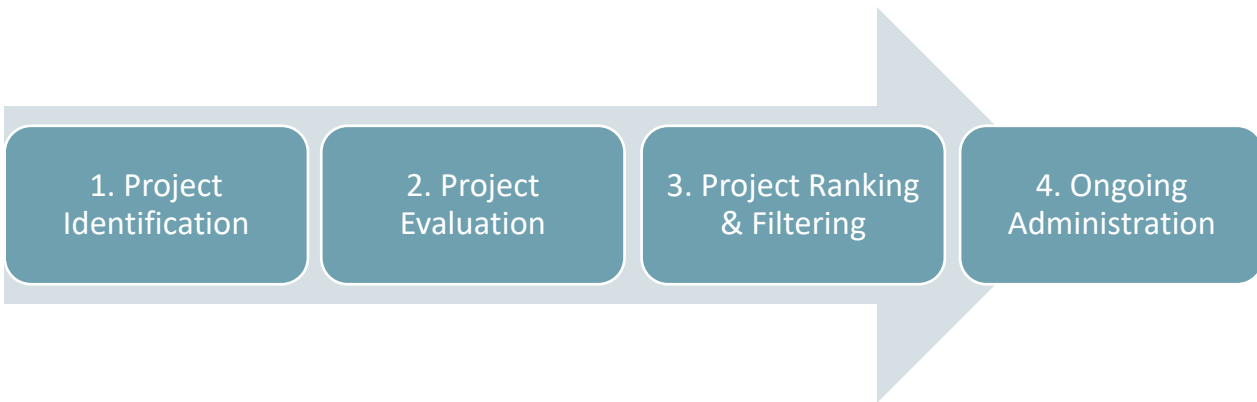 1. Project
Identification
2. Project
Evaluation
3. Project Ranking
& Filtering
4. Ongoing
Administration